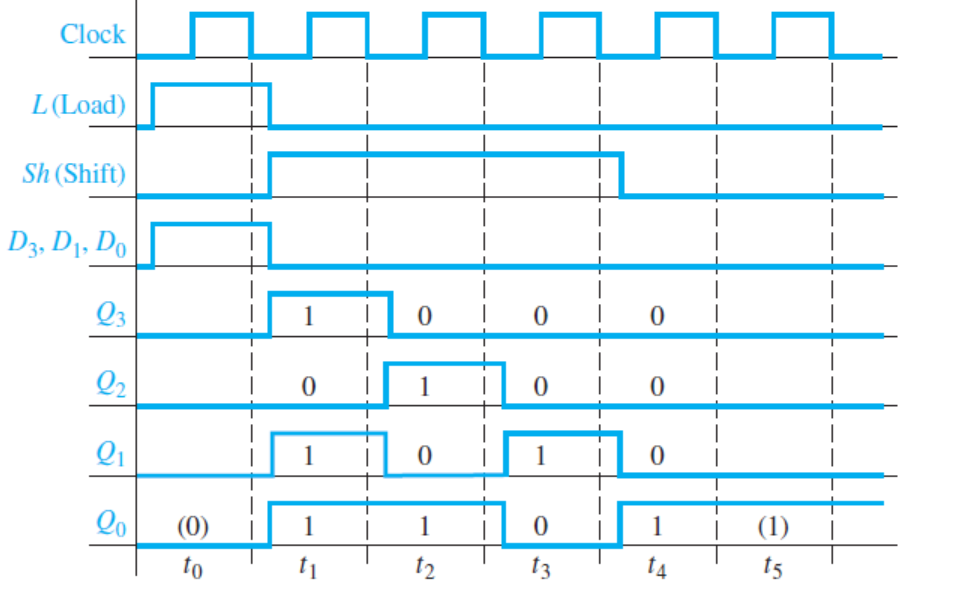 Clock
L (Load)
Sh (Shift)
D₃, D₁, D₀
Q₃ 1 0 0 0
Q₂ 0 1 0 0
Q₁ 1 0 1 0
Q₀ (0) 1 1 0 1 (1)
t₀ t₁ t₂ t₃ t₄ t₅